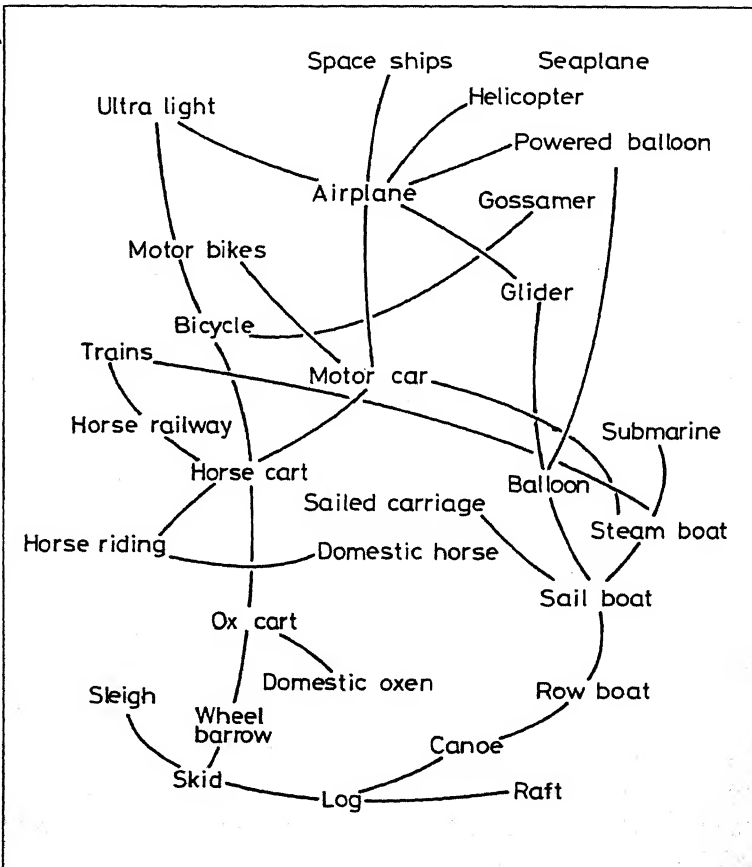 Space ships
Seaplane
Ultra light
Helicopter
Powered balloon
Airplane
Gossamer
Motor bikes
Glider
Bicycle
Trains
Motor car
Horse railway
Submarine
Horse cart
Balloon
Sailed carriage
Steam boat
Horse riding
Domestic horse
Sail boat
Ox cart
Domestic oxen
Sleigh
Row boat
Wheel
barrow
Canoe
Skid
Log
Raft